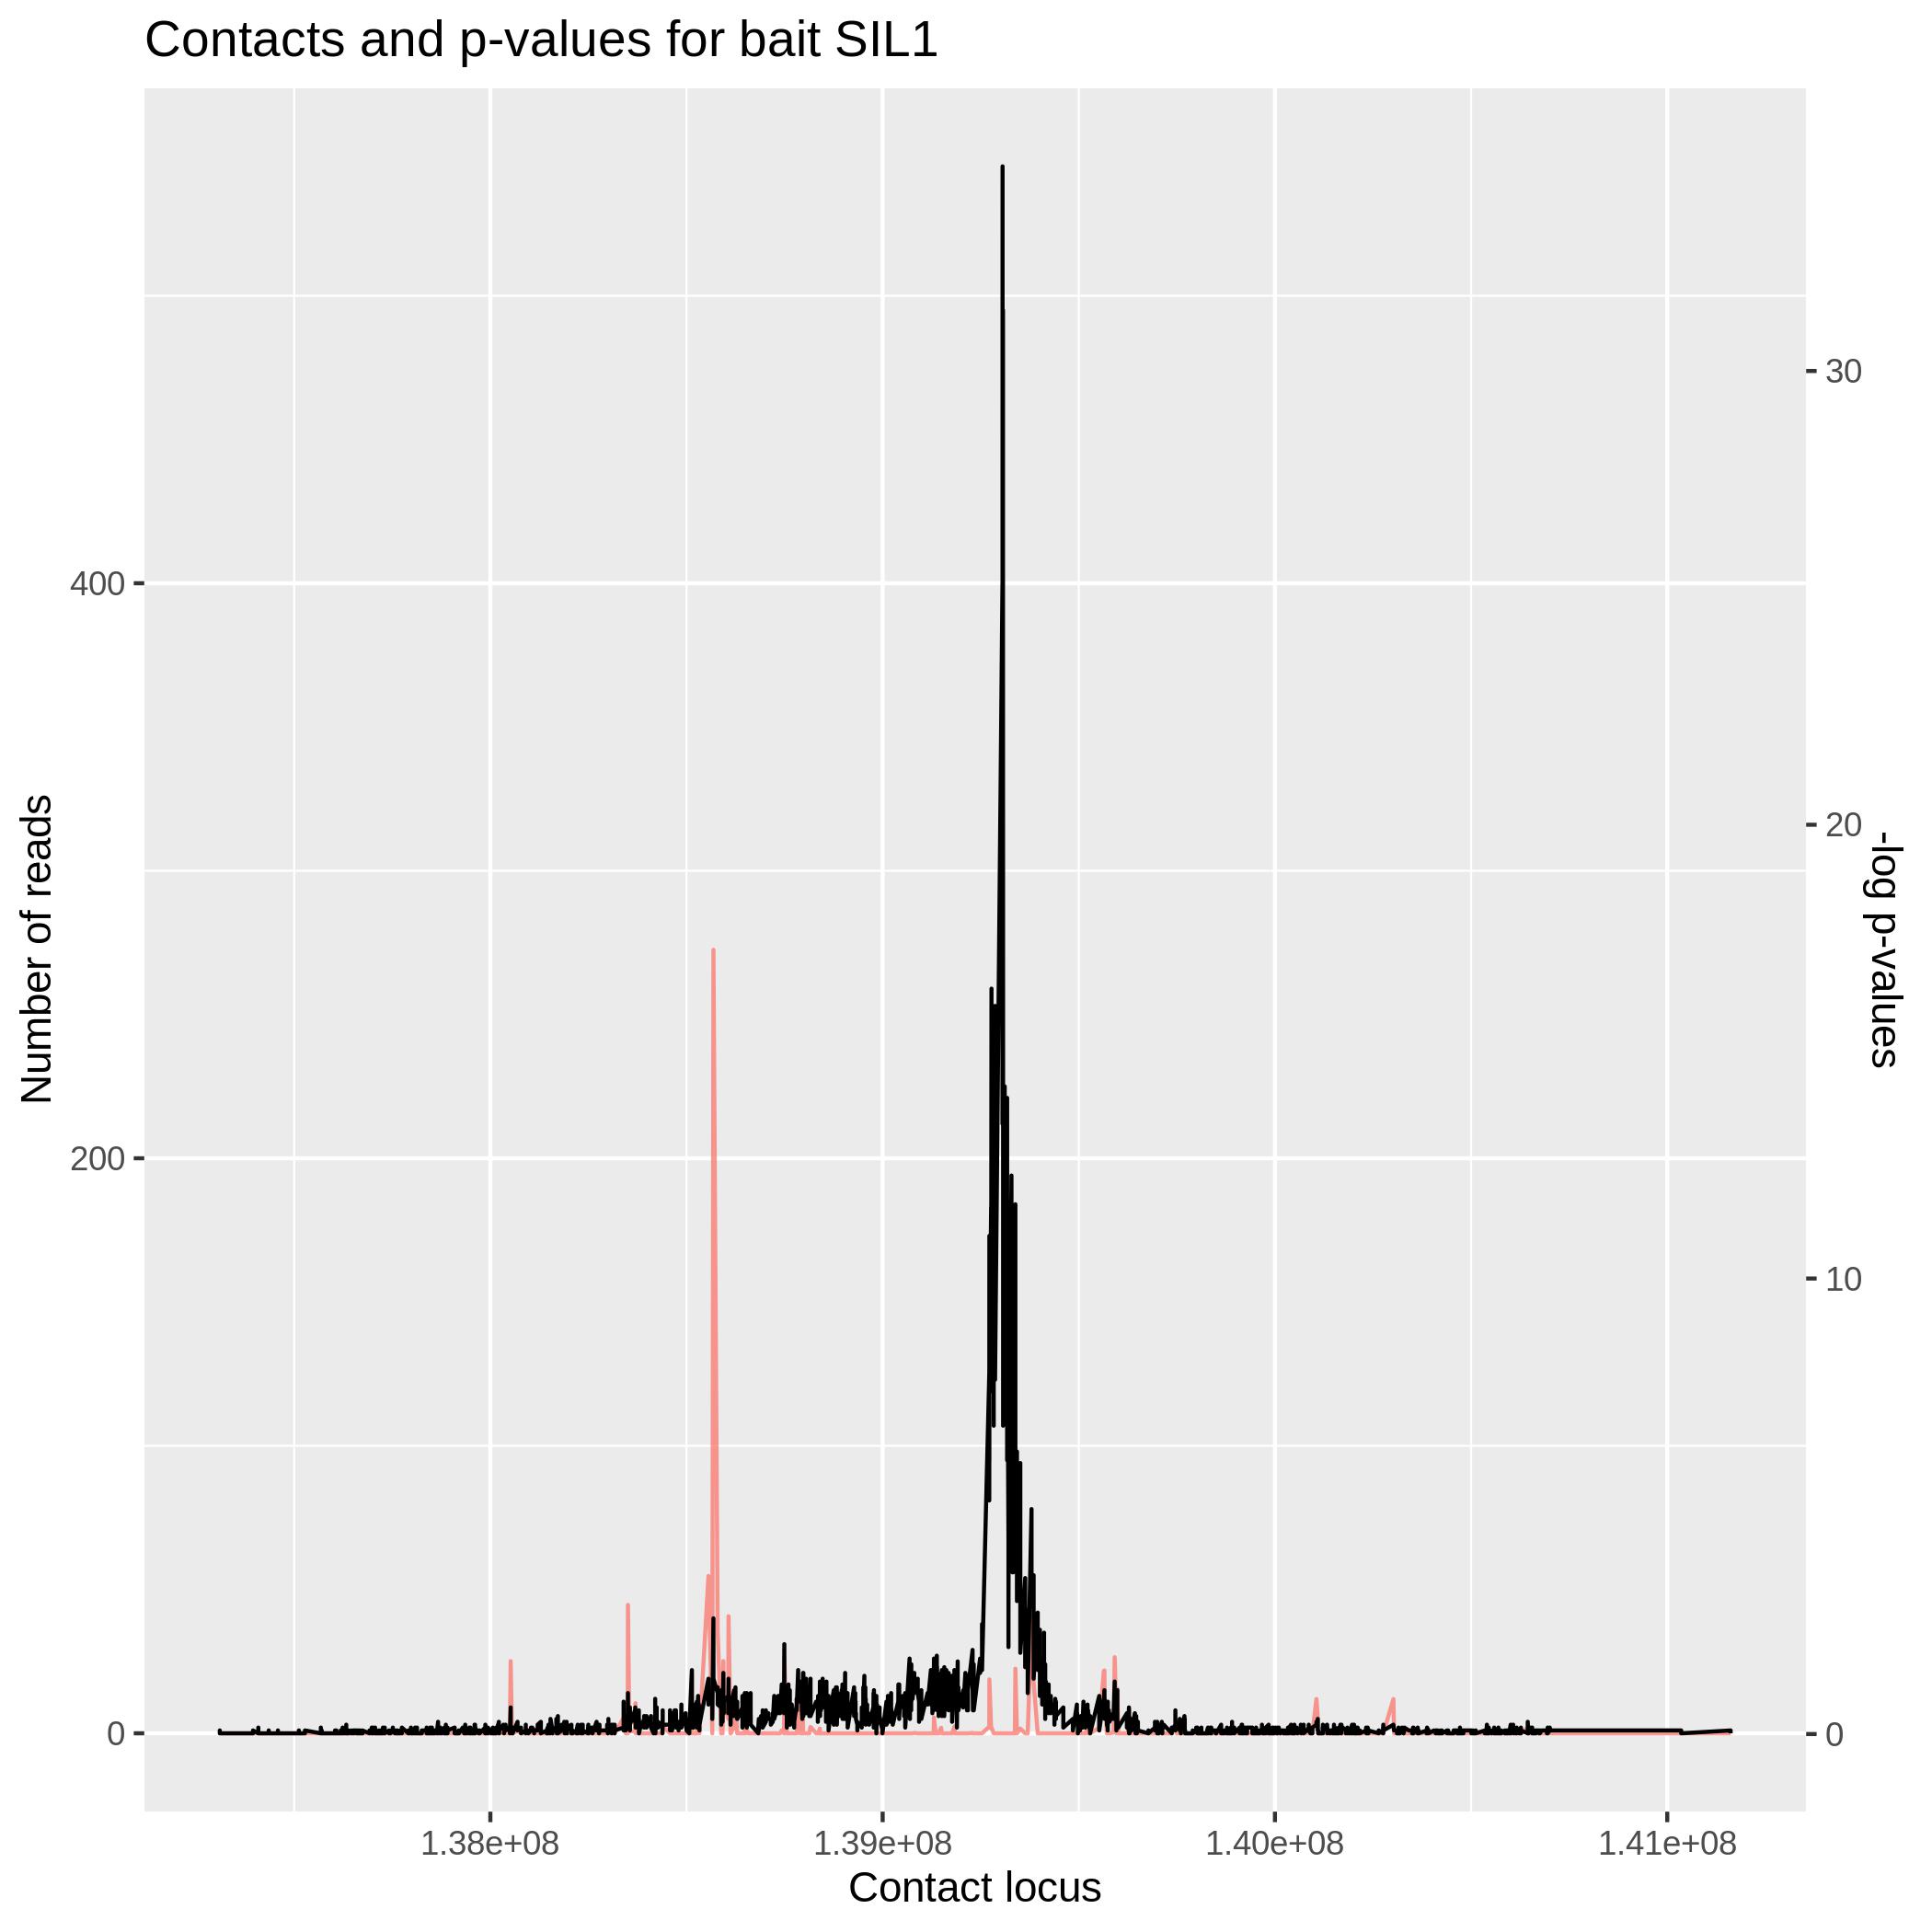 Contacts and p-values for bait SIL1
Number of reads
400
200
0
30
20
10
0
-log p-values
1.38e+08 1.39e+08 1.40e+08 1.41e+08
Contact locus